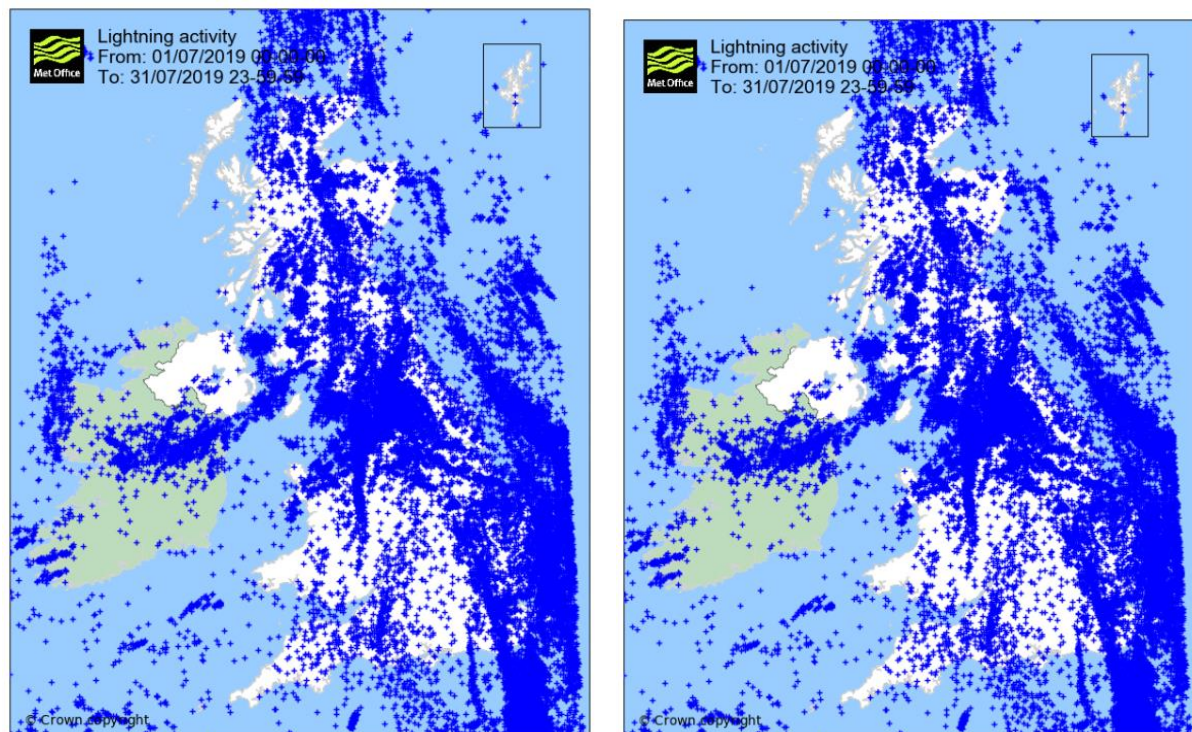 Met Office
Lightning activity
From: 01/07/2019 00-00-00
To: 31/07/2019 23-59-59
© Crown copyright
Met Office
Lightning activity
From: 01/07/2019 00-00-00
To: 31/07/2019 23-59-59
© Crown copyright